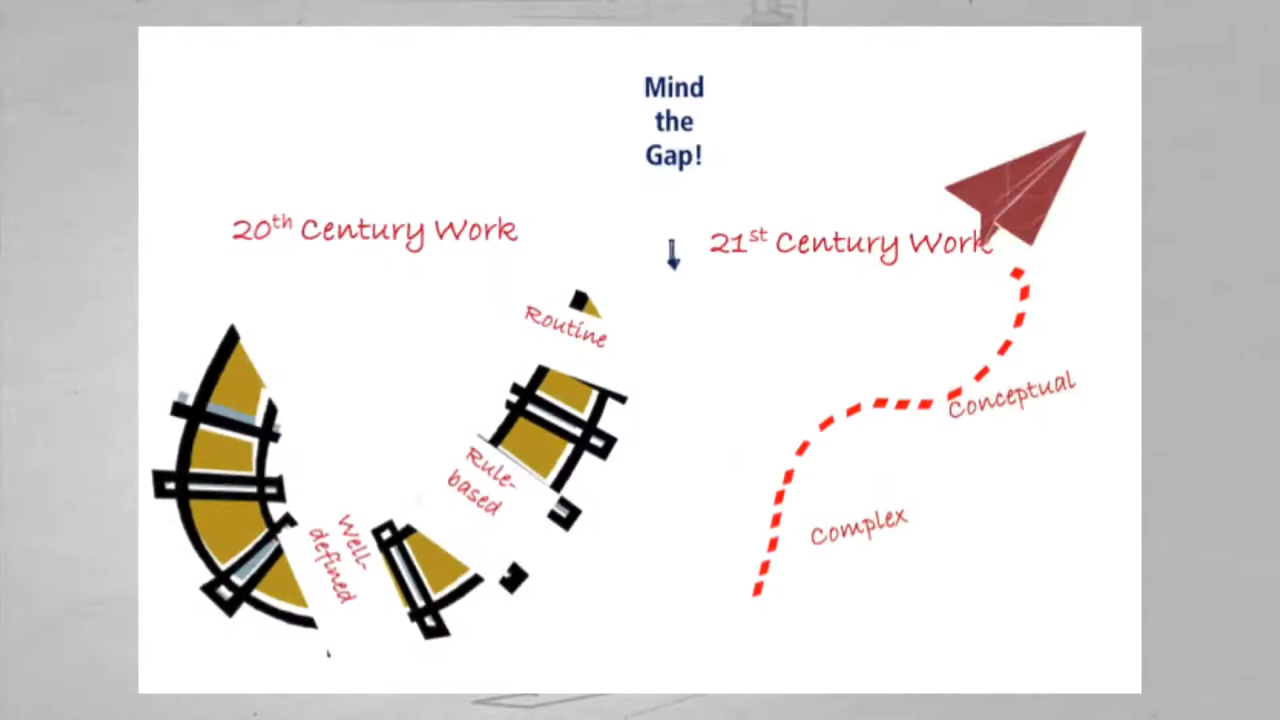 Mind
the
Gap!
20th Century Work
21st Century Work
Routine
Rule-
based
Well-
defined
Conceptual
Complex